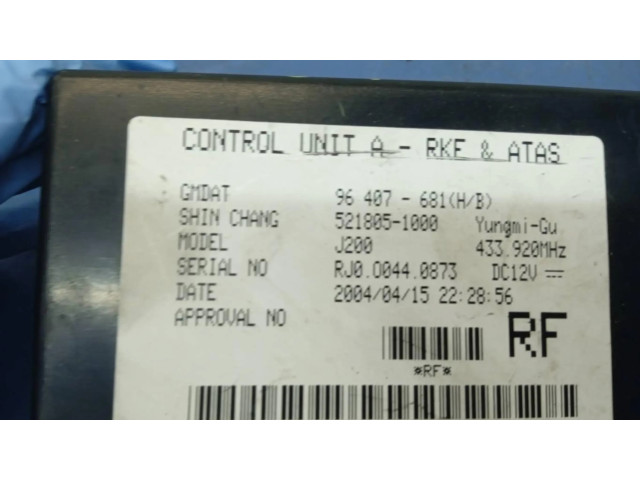 CONTROL UNIT A - RKE & ATAS
GMDAT 96 407 - 681(H/B)
SHIN CHANG 521805-1000 Yungmi-Gu
MODEL J200 433.920MHz
SERIAL NO RJ0.0044.0873 DC12V ⎓
DATE 2004/04/15 22:28:56
APPROVAL NO
RF
*RF*